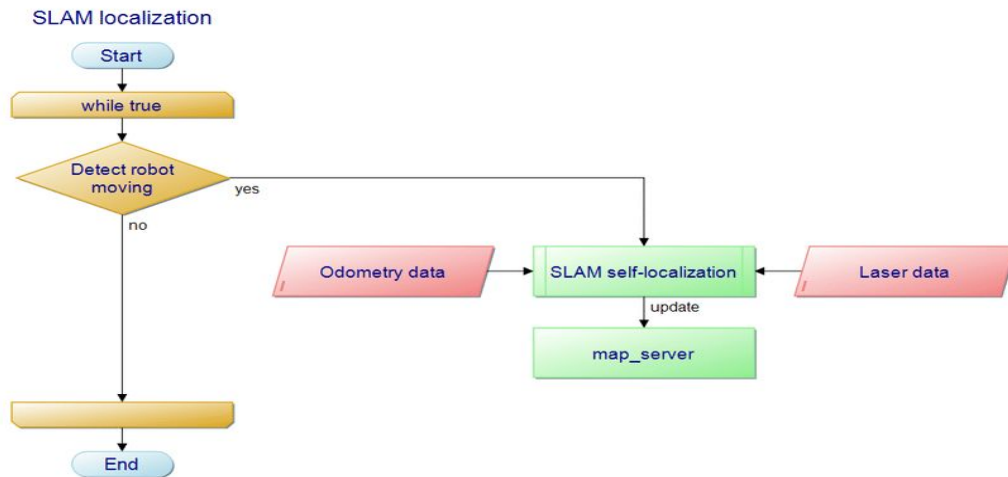 SLAM localization
Start
while true
Detect robot
moving
yes
no
Odometry data
SLAM self-localization
Laser data
update
map_server
End